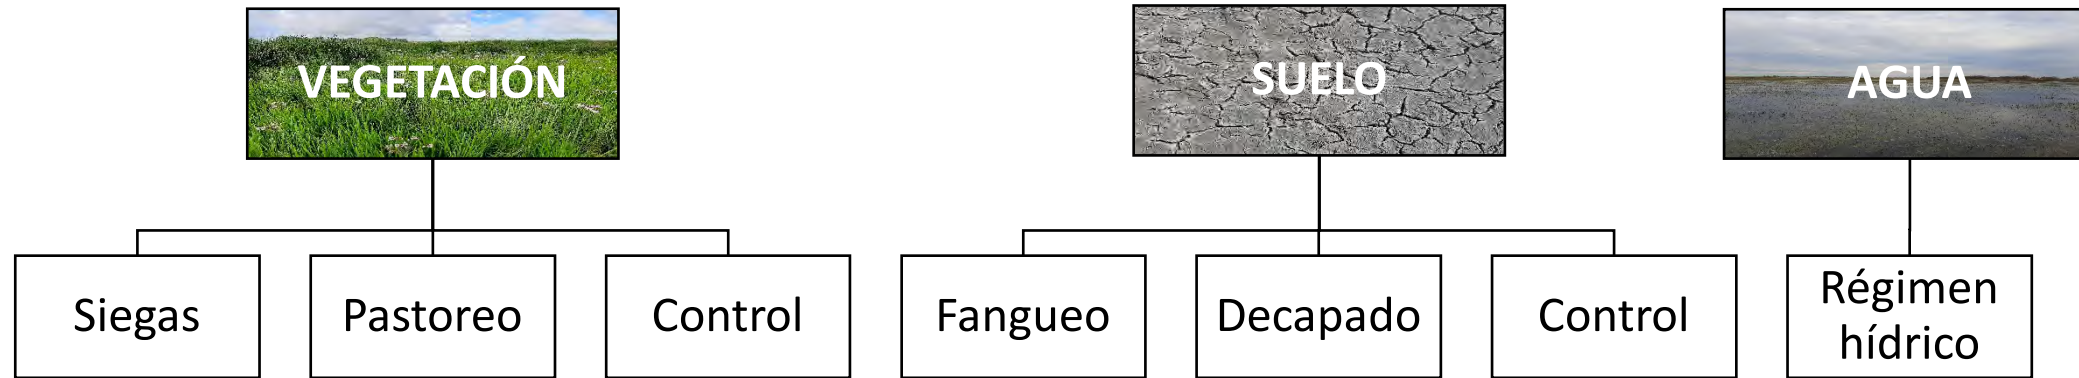 VEGETACIÓN
SUELO
AGUA
Siegas
Pastoreo
Control
Fangueo
Decapado
Control
Régimen
hídrico